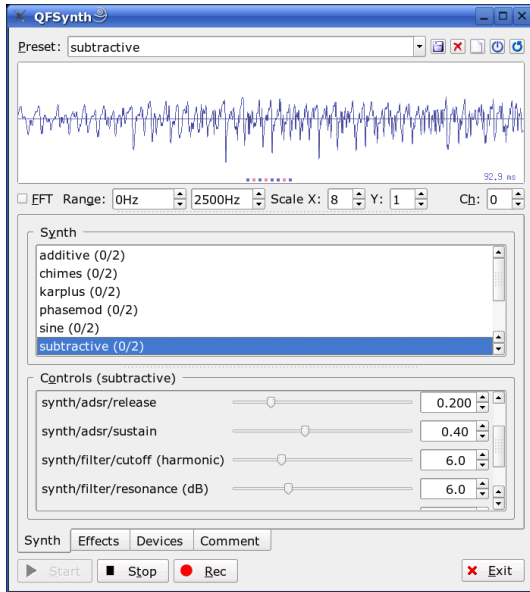 QFSynth
Preset: subtractive
92.9 ms
FFT Range: 0Hz 2500Hz Scale X: 8 Y: 1 Ch: 0
Synth
additive (0/2)
chimes (0/2)
karplus (0/2)
phasemod (0/2)
sine (0/2)
subtractive (0/2)
Controls (subtractive)
synth/adsr/release 0.200
synth/adsr/sustain 0.40
synth/filter/cutoff (harmonic) 6.0
synth/filter/resonance (dB) 6.0
Synth Effects Devices Comment
Start Stop Rec Exit